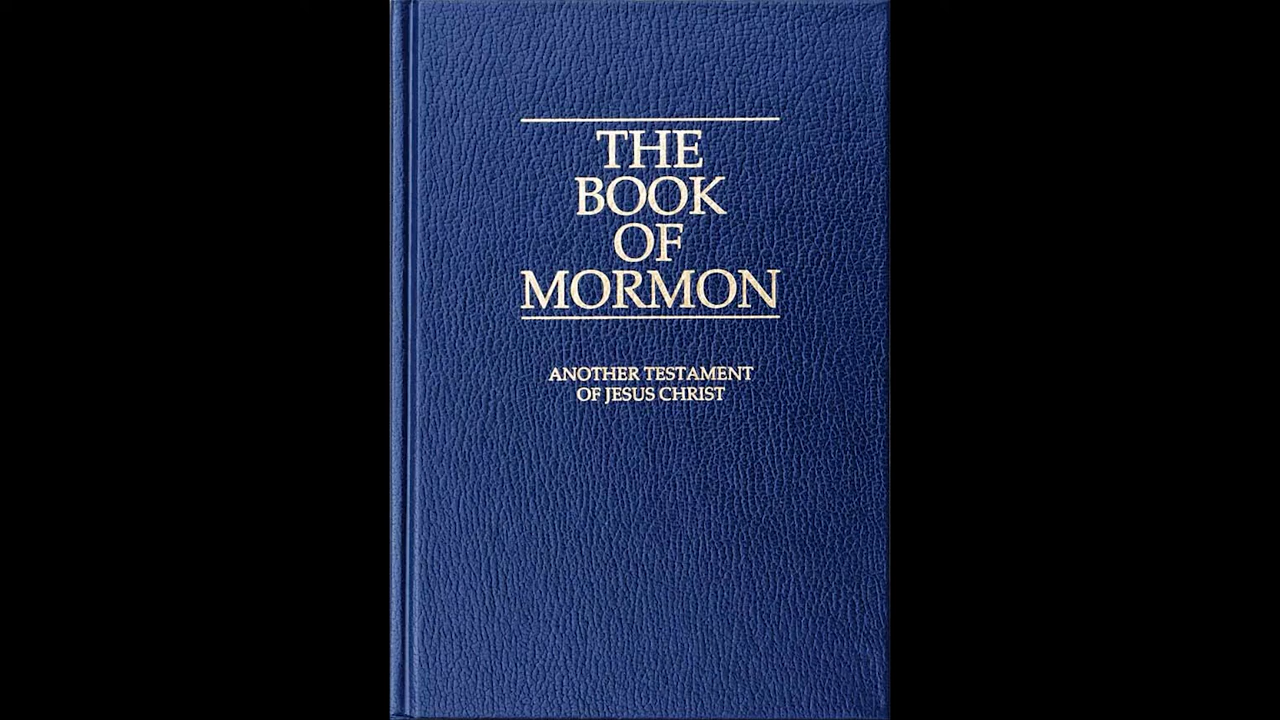 THE
BOOK
OF
MORMON
ANOTHER TESTAMENT
OF JESUS CHRIST